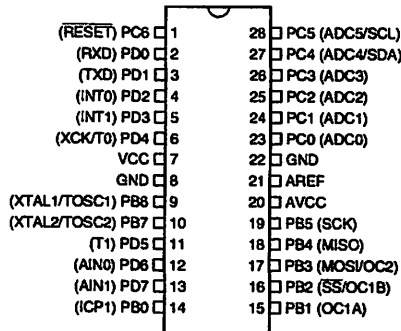 (RESET) PC6 1 28 PC5 (ADC5/SCL)
(RXD) PD0 2 27 PC4 (ADC4/SDA)
(TXD) PD1 3 26 PC3 (ADC3)
(INT0) PD2 4 25 PC2 (ADC2)
(INT1) PD3 5 24 PC1 (ADC1)
(XCK/T0) PD4 6 23 PC0 (ADC0)
VCC 7 22 GND
GND 8 21 AREF
(XTAL1/TOSC1) PB6 9 20 AVCC
(XTAL2/TOSC2) PB7 10 19 PB5 (SCK)
(T1) PD5 11 18 PB4 (MISO)
(AIN0) PD6 12 17 PB3 (MOSI/OC2)
(AIN1) PD7 13 16 PB2 (SS/OC1B)
(ICP1) PB0 14 15 PB1 (OC1A)